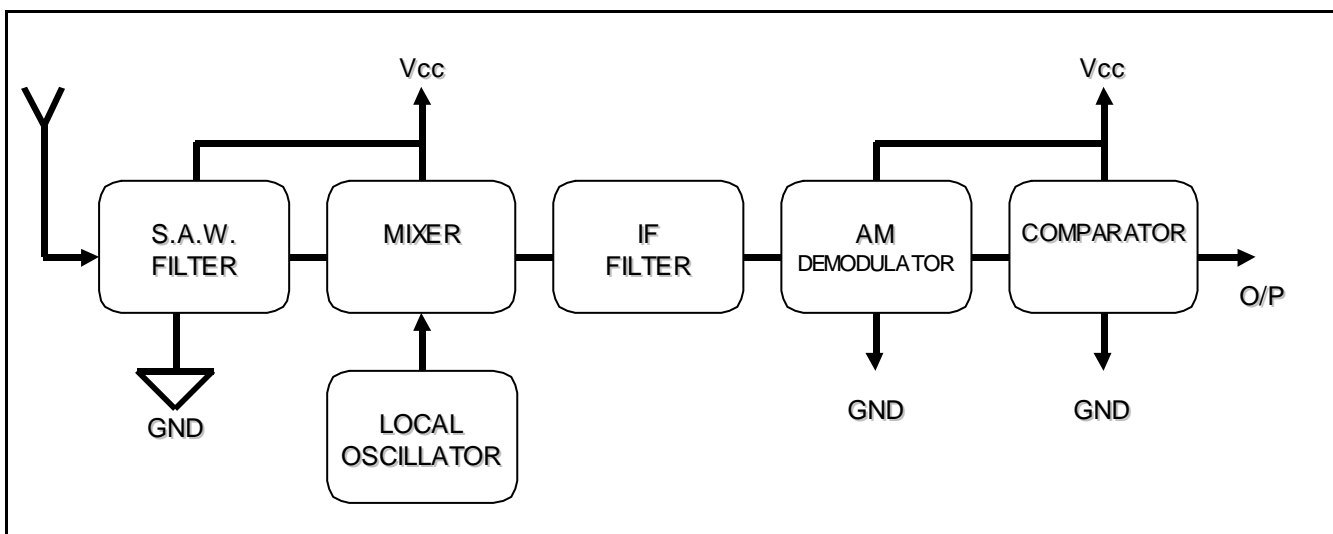 Vcc
Vcc
S.A.W.
FILTER
MIXER
IF
FILTER
AM
DEMODULATOR
COMPARATOR
O/P
GND
LOCAL
OSCILLATOR
GND
GND